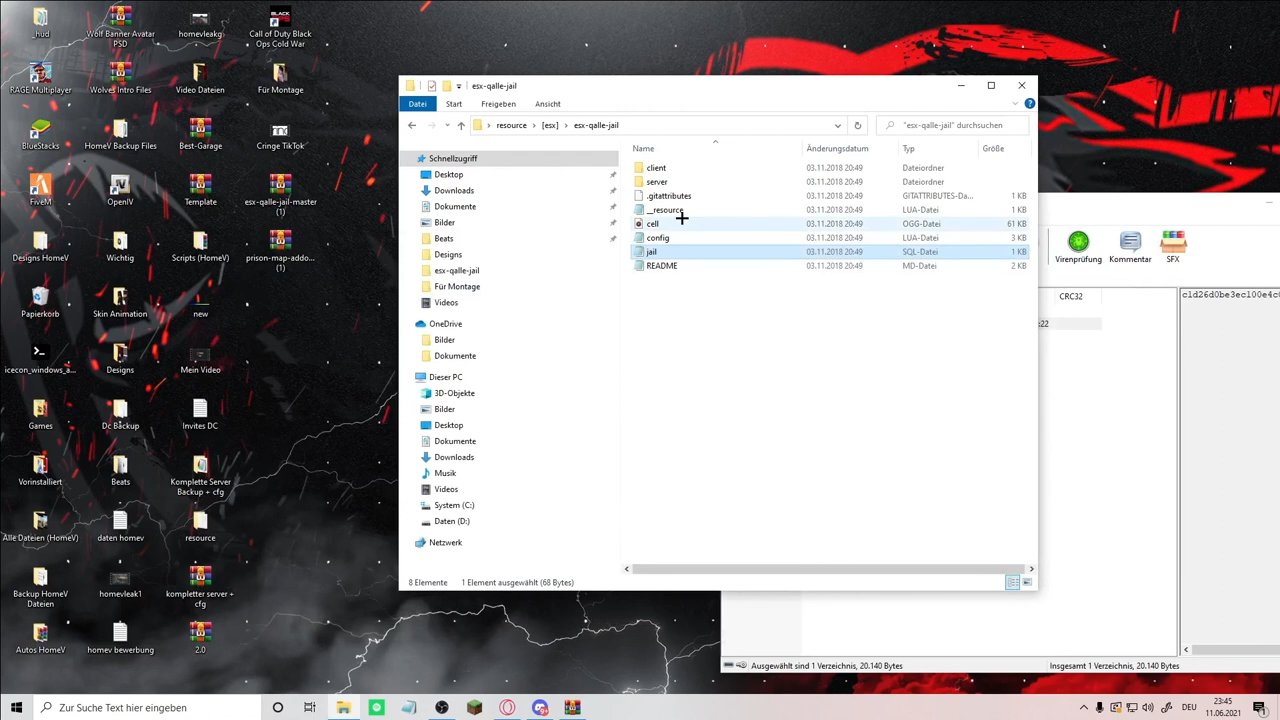 _hud
Wolf Banner Avatar
PSD
homevleakg
Call of Duty Black
Ops Cold War
RAGE Multiplayer
Wolves Intro Files
Video Dateien
Für Montage
BlueStacks
HomeV Backup Files
Best-Garage
Cringe TikTok
FiveM
OpenIV
Template
esx-qalle-jail-master
(1)
Designs HomeV
Wichtig
Scripts (HomeV)
prison-map-addo...
(1)
Papierkorb
Skin Animation
new
icecon_windows_a...
Designs
Mein Video
Games
Dc Backup
Invites DC
Vorinstalliert
Beats
Komplette Server
Backup + cfg
Alle Dateien (HomeV)
daten homev
resource
Backup HomeV
Dateien
homevleak1
kompletter server +
cfg
Autos HomeV
homev bewerbung
2.0
esx-qalle-jail
Datei
Start
Freigeben
Ansicht
resource
[esx]
esx-qalle-jail
"esx-qalle-jail" durchsuchen
Schnellzugriff
Desktop
Downloads
Dokumente
Bilder
Beats
Designs
esx-qalle-jail
Für Montage
Videos
OneDrive
Bilder
Dokumente
Dieser PC
3D-Objekte
Bilder
Desktop
Dokumente
Downloads
Musik
Videos
System (C:)
Daten (D:)
Netzwerk
Name Änderungsdatum Typ Größe
client 03.11.2018 20:49 Dateiordner
server 03.11.2018 20:49 Dateiordner
.gitattributes 03.11.2018 20:49 GITATTRIBUTES-Da... 1 KB
__resource 03.11.2018 20:49 LUA-Datei 1 KB
cell 03.11.2018 20:49 OGG-Datei 61 KB
config 03.11.2018 20:49 LUA-Datei 3 KB
jail 03.11.2018 20:49 SQL-Datei 1 KB
README 03.11.2018 20:49 MD-Datei 2 KB
8 Elemente 1 Element ausgewählt (68 Bytes)
Virenprüfung
Kommentar
SFX
CRC32
:22
Ausgewählt sind 1 Verzeichnis, 20.140 Bytes
Insgesamt 1 Verzeichnis, 20.140 Bytes
Zur Suche Text hier eingeben
DEU
23:45
11.06.2021